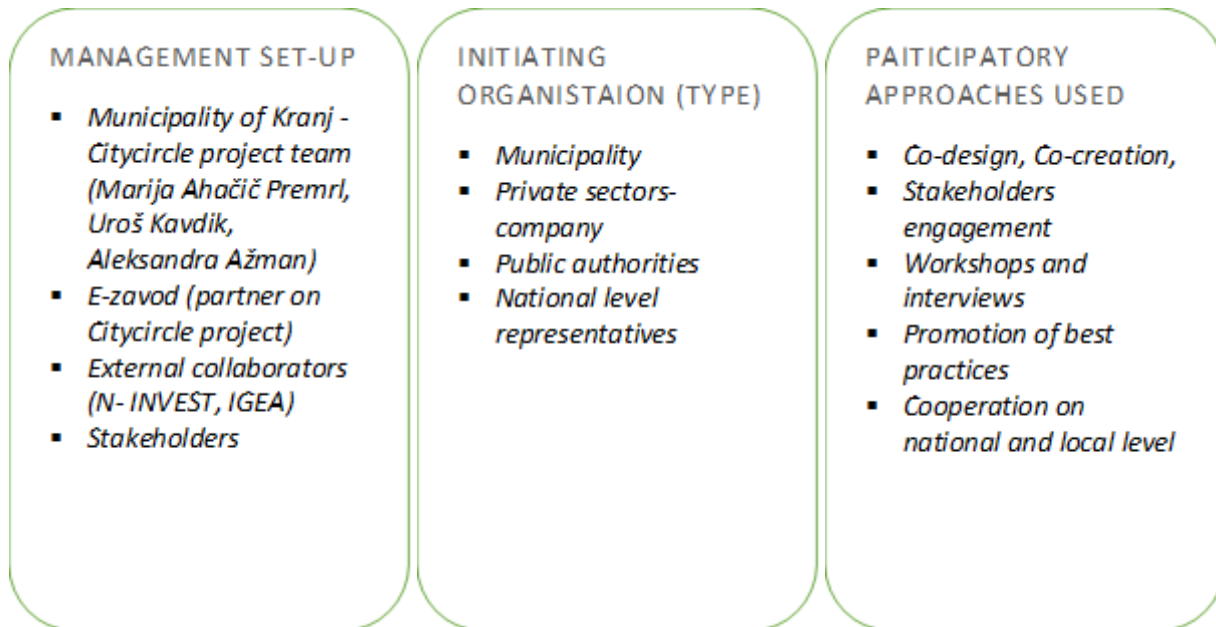 MANAGEMENT SET-UP
▪ Municipality of Kranj -
Citycircle project team
(Marija Ahačič Premrl,
Uroš Kavdik,
Aleksandra Ažman)
▪ E-zavod (partner on
Citycircle project)
▪ External collaborators
(N- INVEST, IGEA)
▪ Stakeholders
INITIATING
ORGANISTAION (TYPE)
▪ Municipality
▪ Private sectors-
company
▪ Public authorities
▪ National level
representatives
PAITICIPATORY
APPROACHES USED
▪ Co-design, Co-creation,
▪ Stakeholders
engagement
▪ Workshops and
interviews
▪ Promotion of best
practices
▪ Cooperation on
national and local level